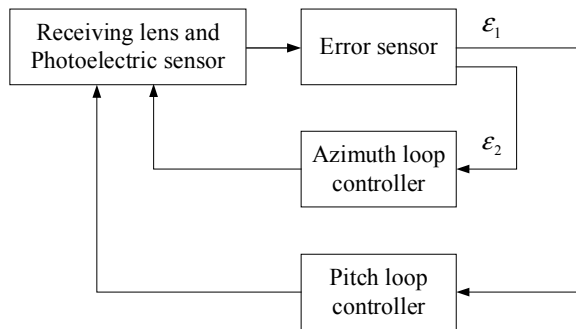 Receiving lens and
Photoelectric sensor
Error sensor
ε₁
ε₂
Azimuth loop
controller
Pitch loop
controller